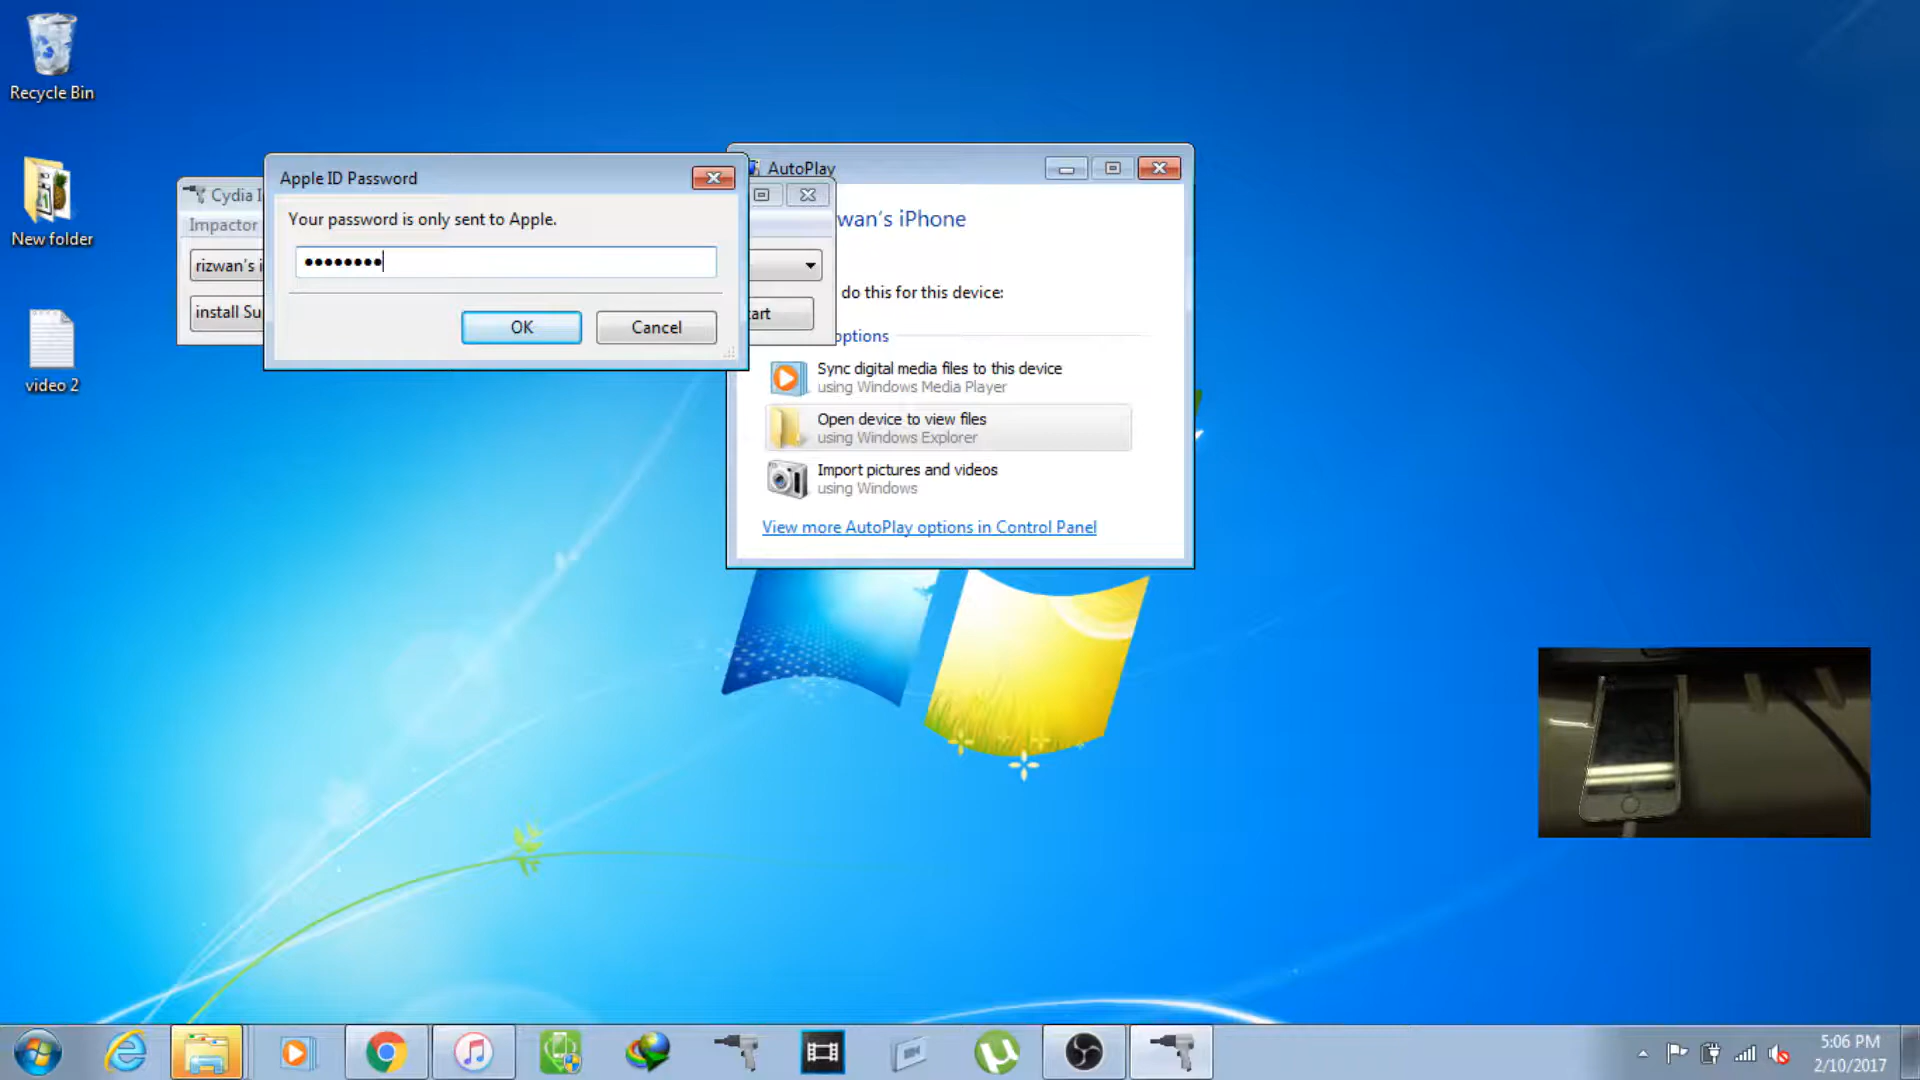 Recycle Bin
New folder
video 2
Cydia I
Impactor
rizwan's i
install Su
art
Apple ID Password
Your password is only sent to Apple.
••••••••
OK
Cancel
AutoPlay
wan's iPhone
do this for this device:
options
Sync digital media files to this device
using Windows Media Player
Open device to view files
using Windows Explorer
Import pictures and videos
using Windows
View more AutoPlay options in Control Panel
5:06 PM
2/10/2017